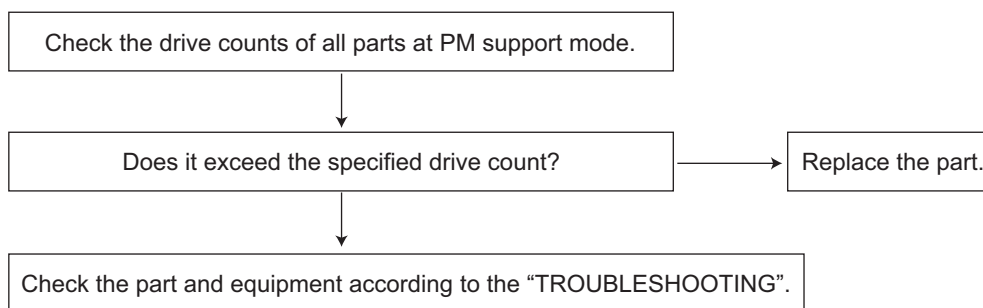 Check the drive counts of all parts at PM support mode.
Does it exceed the specified drive count?
Replace the part.
Check the part and equipment according to the “TROUBLESHOOTING”.